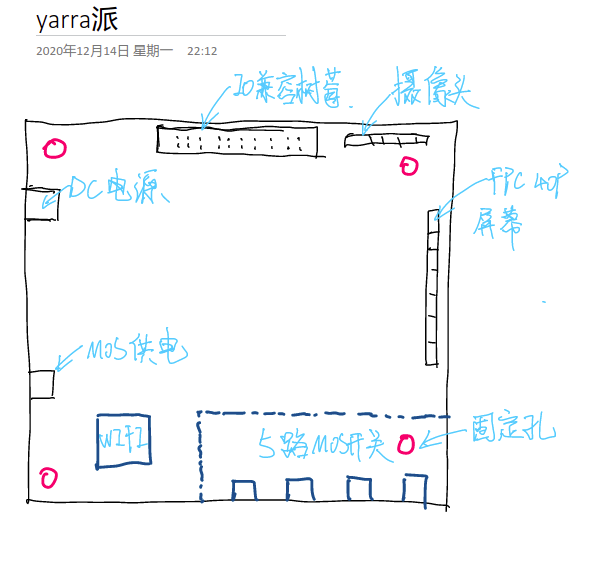 yarra派
2020年12月14日 星期一 22:12
IO兼容树莓
摄像头
DC电源
FPC 40P
屏幕
MOS供电
WIFI
5路MOS开关
固定孔